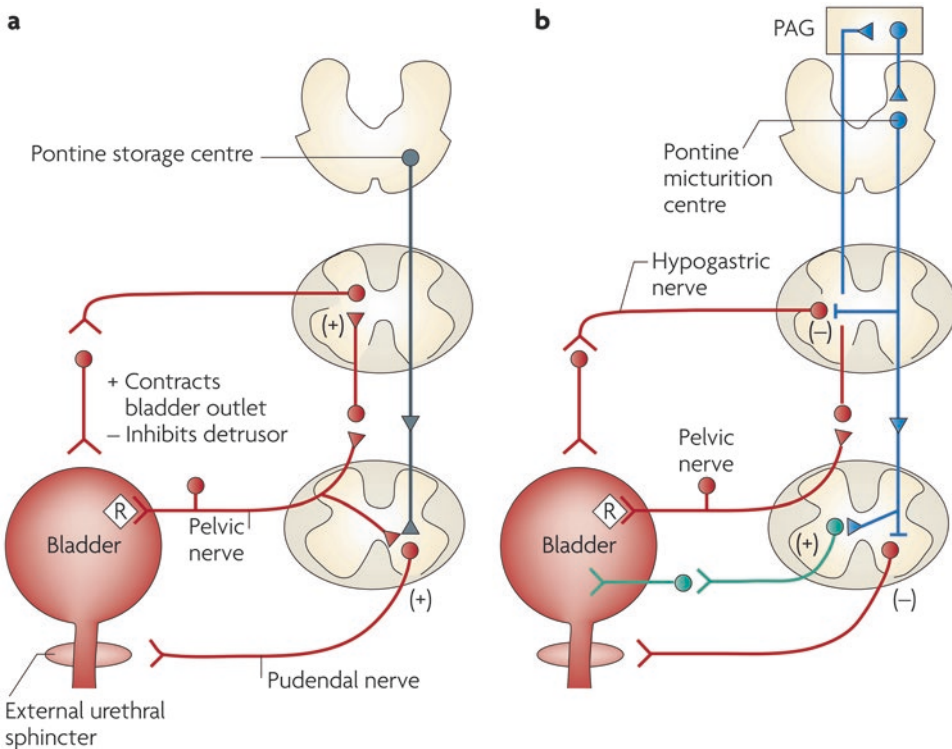 a
Pontine storage centre
(+)
+ Contracts
bladder outlet
– Inhibits detrusor
R
Bladder
Pelvic
nerve
(+)
Pudendal nerve
External urethral
sphincter
b
PAG
Pontine
micturition
centre
Hypogastric
nerve
(–)
Pelvic
nerve
R
Bladder
(+)
(–)